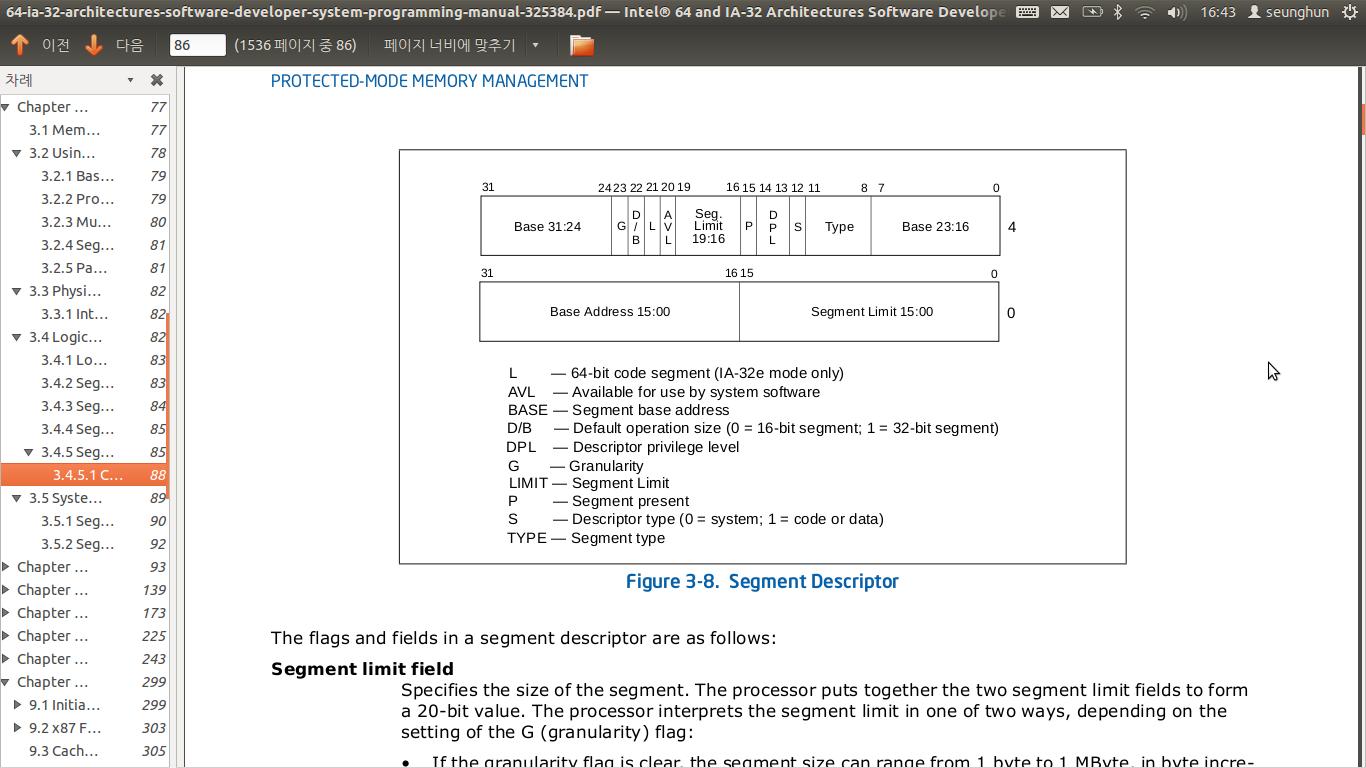 64-ia-32-architectures-software-developer-system-programming-manual-325384.pdf — Intel® 64 and IA-32 Architectures Software Develope 16:43 seunghun
이전 다음 86 (1536 페이지 중 86) 페이지 너비에 맞추기
차례
Chapter ... 77
3.1 Mem... 77
3.2 Usin... 78
3.2.1 Bas... 79
3.2.2 Pro... 79
3.2.3 Mu... 80
3.2.4 Seg... 81
3.2.5 Pa... 81
3.3 Physi... 82
3.3.1 Int... 82
3.4 Logic... 82
3.4.1 Lo... 83
3.4.2 Seg... 83
3.4.3 Seg... 84
3.4.4 Seg... 85
3.4.5 Seg... 85
3.4.5.1 C... 88
3.5 Syste... 89
3.5.1 Seg... 90
3.5.2 Seg... 92
Chapter ... 93
Chapter ... 139
Chapter ... 173
Chapter ... 225
Chapter ... 243
Chapter ... 299
9.1 Initia... 299
9.2 x87 F... 303
9.3 Cach... 305
PROTECTED-MODE MEMORY MANAGEMENT
31 24 23 22 21 20 19 16 15 14 13 12 11 8 7 0
Base 31:24 G D/B L AVL Seg. Limit 19:16 P DPL S Type Base 23:16 4
31 16 15 0
Base Address 15:00 Segment Limit 15:00 0
L — 64-bit code segment (IA-32e mode only)
AVL — Available for use by system software
BASE — Segment base address
D/B — Default operation size (0 = 16-bit segment; 1 = 32-bit segment)
DPL — Descriptor privilege level
G — Granularity
LIMIT — Segment Limit
P — Segment present
S — Descriptor type (0 = system; 1 = code or data)
TYPE — Segment type
Figure 3-8. Segment Descriptor
The flags and fields in a segment descriptor are as follows:
Segment limit field
Specifies the size of the segment. The processor puts together the two segment limit fields to form
a 20-bit value. The processor interprets the segment limit in one of two ways, depending on the
setting of the G (granularity) flag:
• If the granularity flag is clear, the segment size can range from 1 byte to 1 MByte, in byte incre-